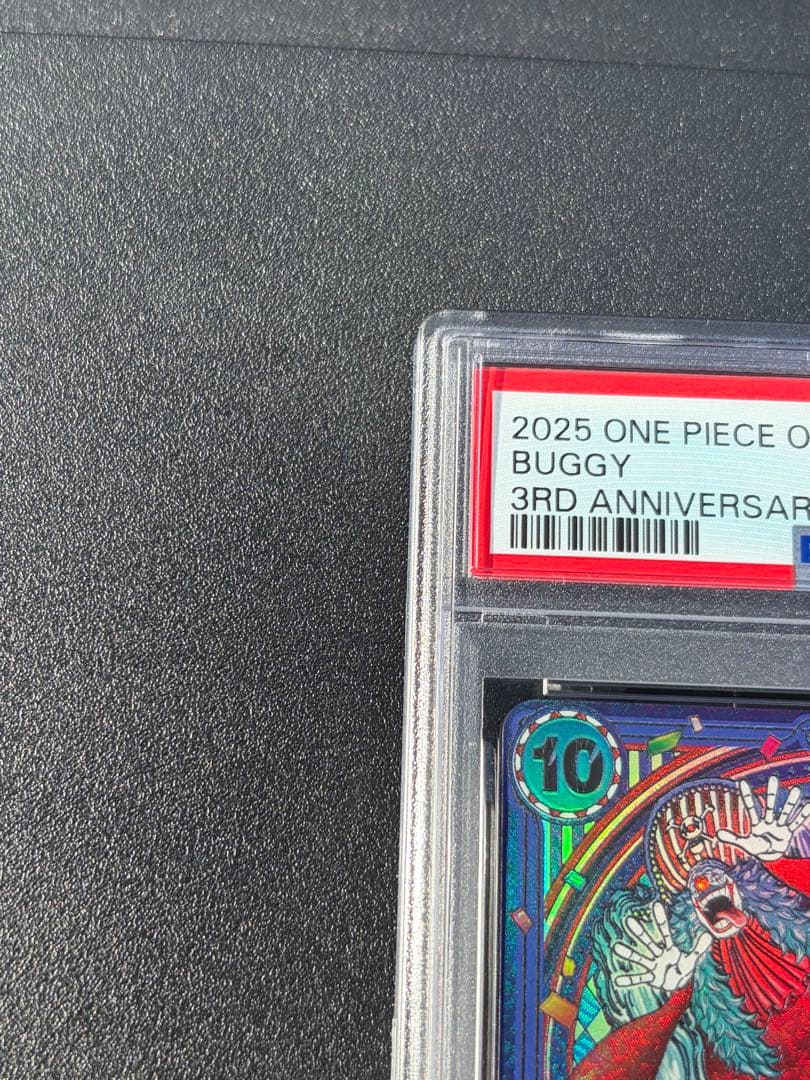 2025 ONE PIECE O
BUGGY
3RD ANNIVERSAR
10